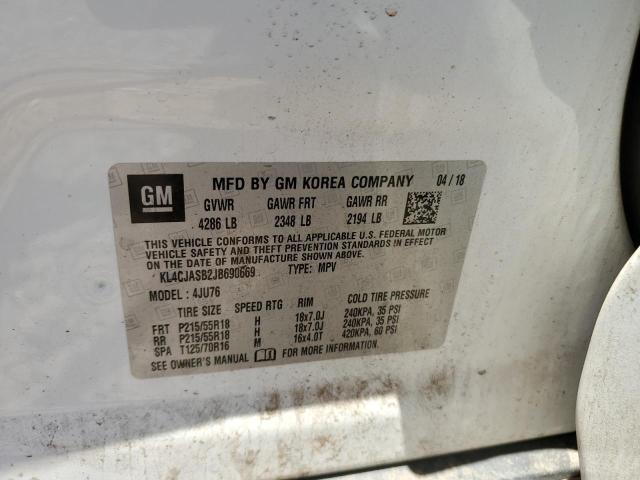 GM
MFD BY GM KOREA COMPANY 04/18
GVWR GAWR FRT GAWR RR
4286 LB 2348 LB 2194 LB
THIS VEHICLE CONFORMS TO ALL APPLICABLE U.S. FEDERAL MOTOR
VEHICLE SAFETY AND THEFT PREVENTION STANDARDS IN EFFECT ON
THE DATE OF MANUFACTURE SHOWN ABOVE.
KL4CJASB2JB690669 TYPE: MPV
MODEL : 4JU76
TIRE SIZE SPEED RTG RIM COLD TIRE PRESSURE
FRT P215/55R18 H 18x7.0J 240KPA, 35 PSI
RR P215/55R18 H 18x7.0J 240KPA, 35 PSI
SPA T125/70R16 M 16x4.0T 420KPA, 60 PSI
SEE OWNER'S MANUAL FOR MORE INFORMATION.